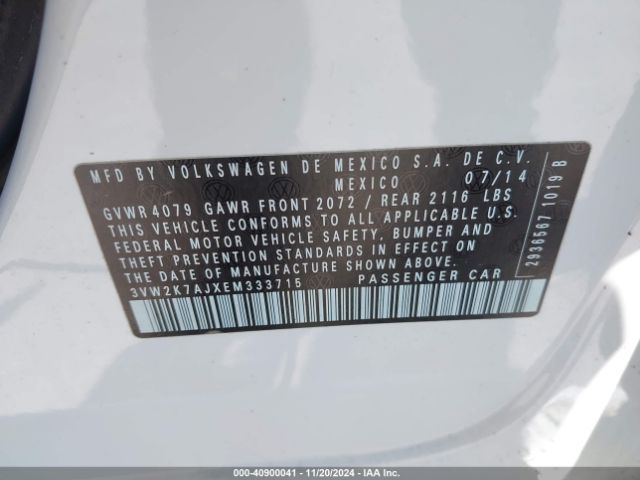 MFD BY VOLKSWAGEN DE MEXICO S.A. DE C.V.
MEXICO 07/14
GVWR 4079 GAWR FRONT 2072 / REAR 2116 LBS
THIS VEHICLE CONFORMS TO ALL APPLICABLE U.S.
FEDERAL MOTOR VEHICLE SAFETY, BUMPER AND
THEFT PREVENTION STANDARDS IN EFFECT ON
THE DATE OF MANUFACTURE SHOWN ABOVE.
3VW2K7AJXEM333715 PASSENGER CAR
2936567 1019 B
000-40900041 - 11/20/2024 - IAA Inc.